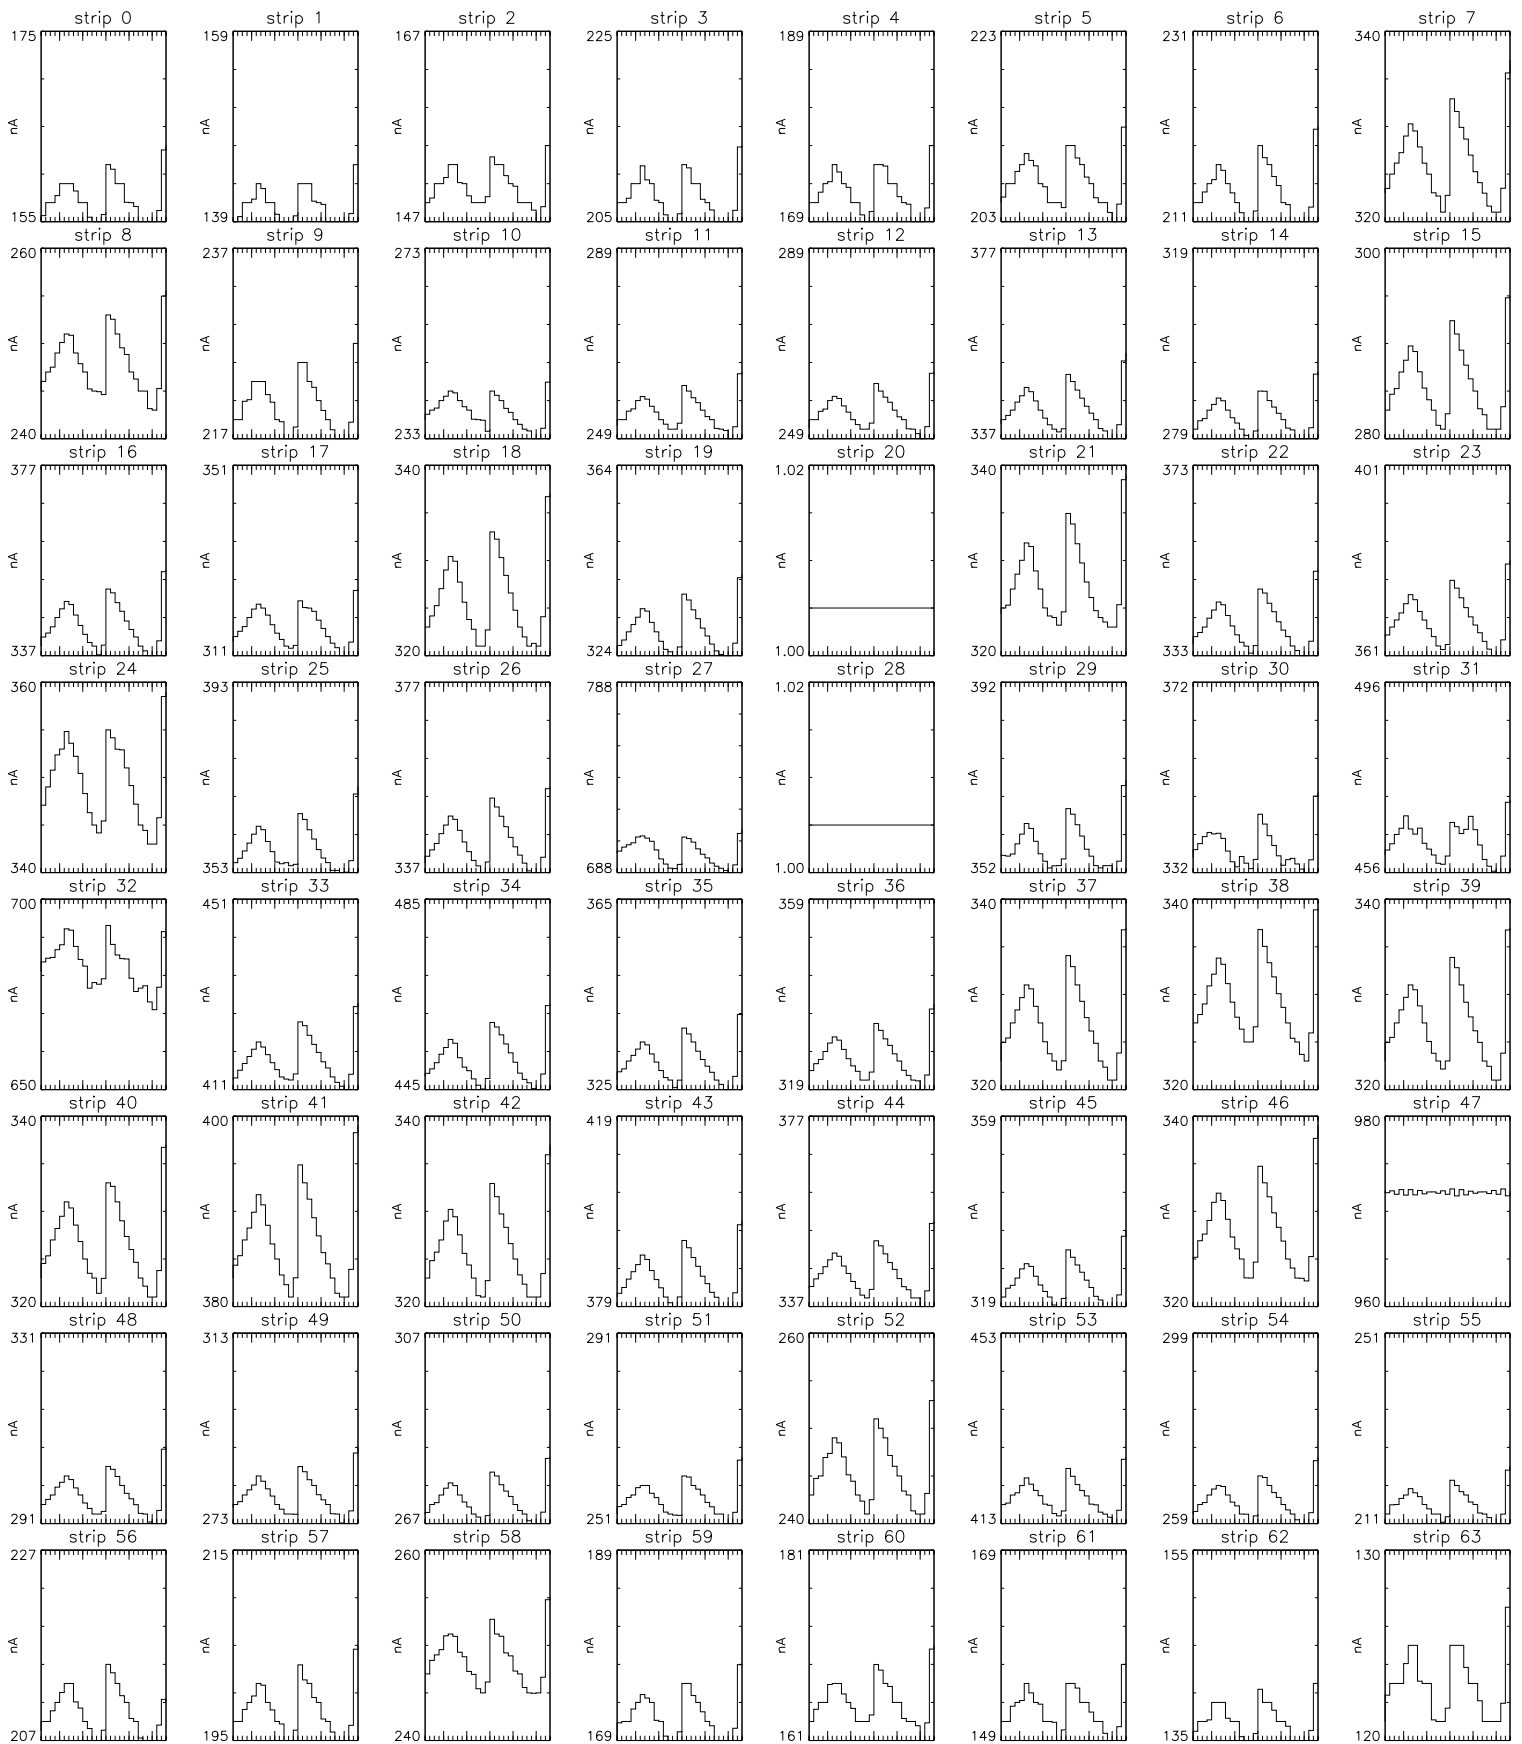 strip 0 strip 1 strip 2 strip 3 strip 4 strip 5 strip 6 strip 7
175 159 167 225 189 223 231 340
nA nA nA nA nA nA nA nA
155 139 147 205 169 203 211 320
strip 8 strip 9 strip 10 strip 11 strip 12 strip 13 strip 14 strip 15
260 237 273 289 289 377 319 300
nA nA nA nA nA nA nA nA
240 217 233 249 249 337 279 280
strip 16 strip 17 strip 18 strip 19 strip 20 strip 21 strip 22 strip 23
377 351 340 364 1.02 340 373 401
nA nA nA nA nA nA nA nA
337 311 320 324 1.00 320 333 361
strip 24 strip 25 strip 26 strip 27 strip 28 strip 29 strip 30 strip 31
360 393 377 788 1.02 392 372 496
nA nA nA nA nA nA nA nA
340 353 337 688 1.00 352 332 456
strip 32 strip 33 strip 34 strip 35 strip 36 strip 37 strip 38 strip 39
700 451 485 365 359 340 340 340
nA nA nA nA nA nA nA nA
650 411 445 325 319 320 320 320
strip 40 strip 41 strip 42 strip 43 strip 44 strip 45 strip 46 strip 47
340 400 340 419 377 359 340 980
nA nA nA nA nA nA nA nA
320 380 320 379 337 319 320 960
strip 48 strip 49 strip 50 strip 51 strip 52 strip 53 strip 54 strip 55
331 313 307 291 260 453 299 251
nA nA nA nA nA nA nA nA
291 273 267 251 240 413 259 211
strip 56 strip 57 strip 58 strip 59 strip 60 strip 61 strip 62 strip 63
227 215 260 189 181 169 155 130
nA nA nA nA nA nA nA nA
207 195 240 169 161 149 135 120